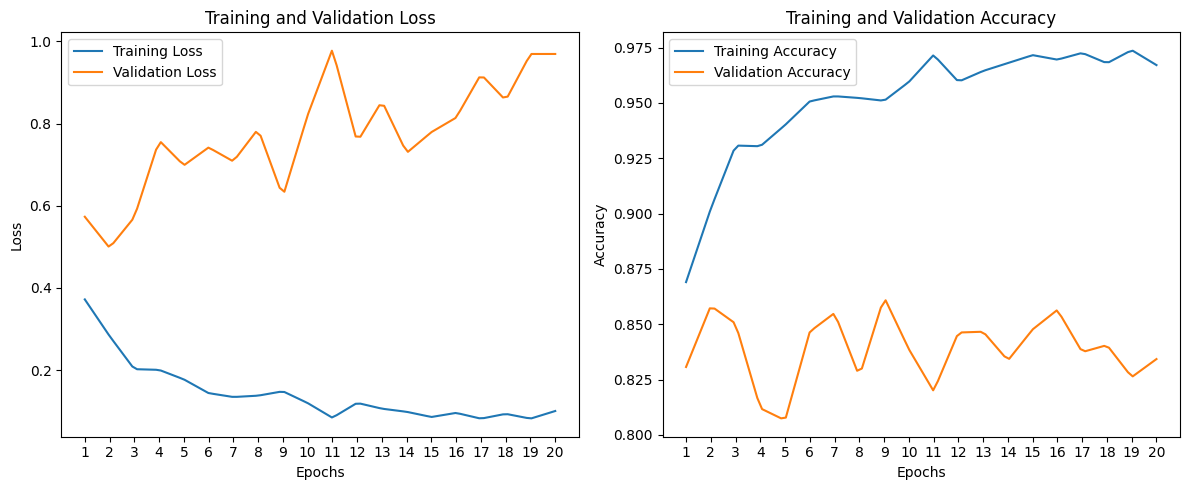 Training and Validation Loss
Training Loss
Validation Loss
1.0
0.8
0.6
0.4
0.2
Loss
1 2 3 4 5 6 7 8 9 10 11 12 13 14 15 16 17 18 19 20
Epochs
Training and Validation Accuracy
Training Accuracy
Validation Accuracy
0.975
0.950
0.925
0.900
0.875
0.850
0.825
0.800
Accuracy
1 2 3 4 5 6 7 8 9 10 11 12 13 14 15 16 17 18 19 20
Epochs